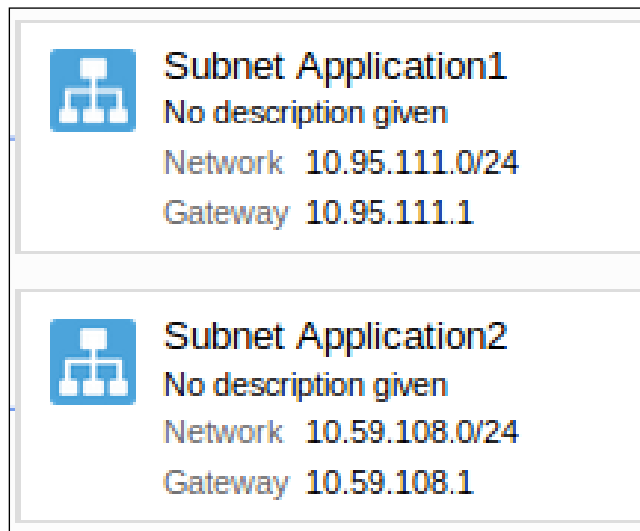 Subnet Application1
No description given
Network 10.95.111.0/24
Gateway 10.95.111.1
Subnet Application2
No description given
Network 10.59.108.0/24
Gateway 10.59.108.1